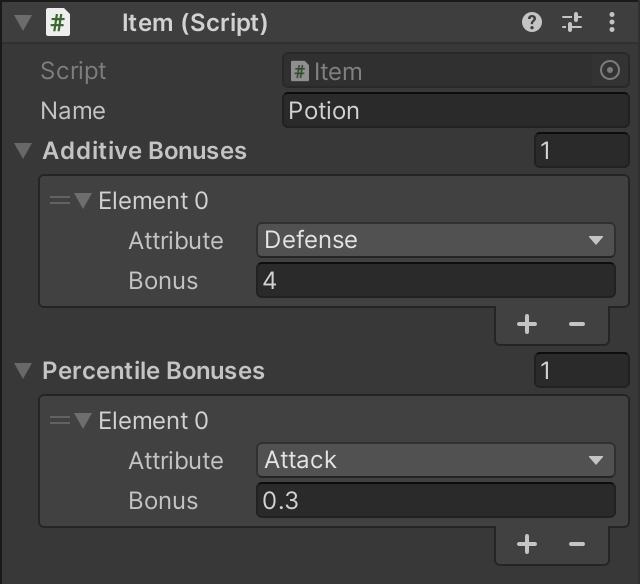 # Item (Script)
Script # Item
Name Potion
Additive Bonuses 1
Element 0
Attribute Defense
Bonus 4
+ −
Percentile Bonuses 1
Element 0
Attribute Attack
Bonus 0.3
+ −